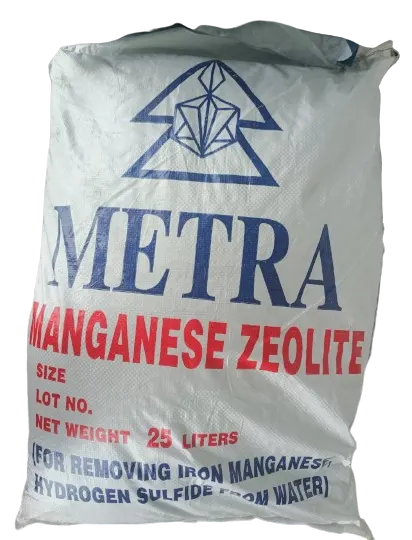 METRA
MANGANESE ZEOLITE
SIZE
LOT NO.
NET WEIGHT 25 LITERS
(FOR REMOVING IRON MANGANESE,
HYDROGEN SULFIDE FROM WATER)